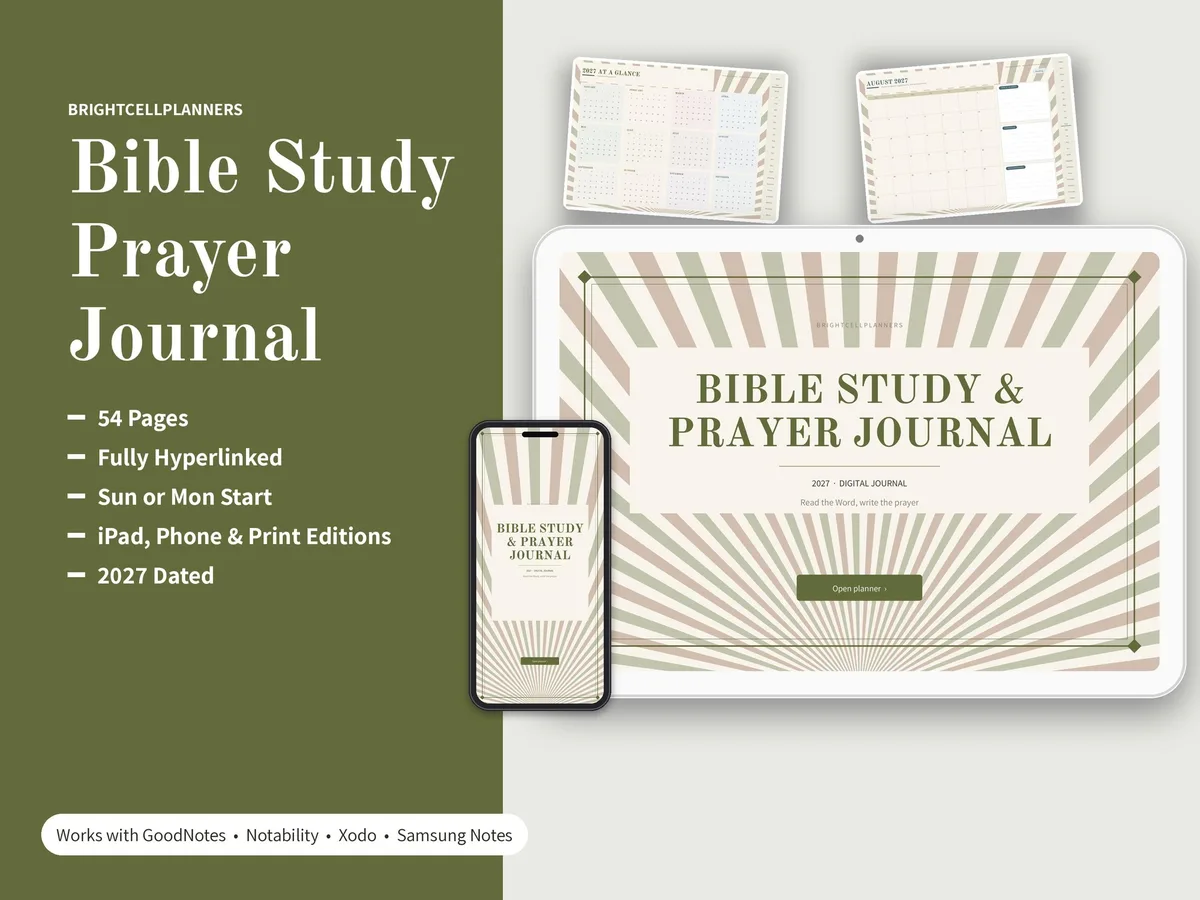 BRIGHTCELLPLANNERS
Bible Study
Prayer
Journal
54 Pages
Fully Hyperlinked
Sun or Mon Start
iPad, Phone & Print Editions
2027 Dated
Works with GoodNotes • Notability • Xodo • Samsung Notes
2027 AT A GLANCE
AUGUST 2027
BRIGHTCELLPLANNERS
BIBLE STUDY &
PRAYER JOURNAL
2027 · DIGITAL JOURNAL
Read the Word, write the prayer
Open planner ›
BIBLE STUDY
& PRAYER
JOURNAL